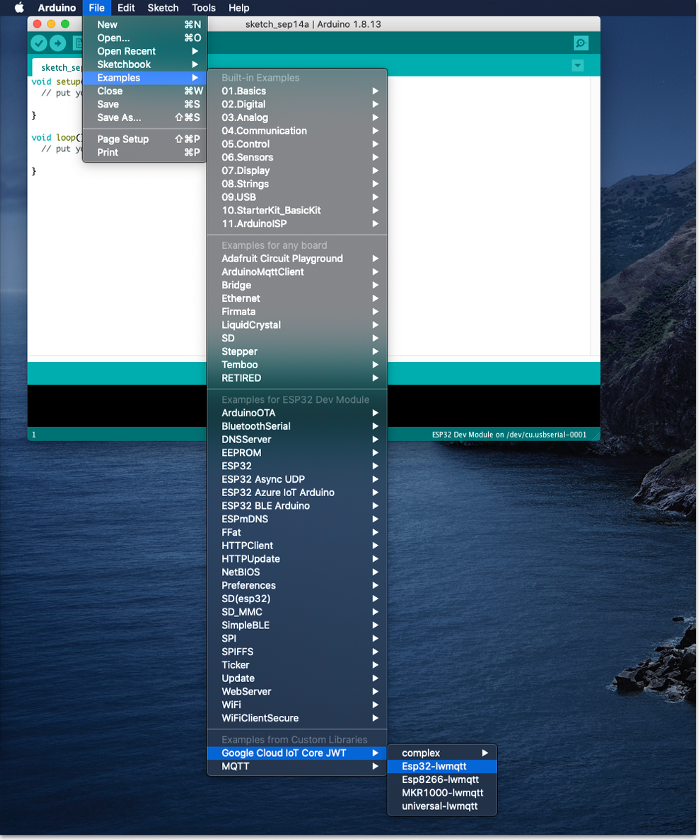 Arduino File Edit Sketch Tools Help
sketch_sep14a | Arduino 1.8.13
New ⌘N
Open... ⌘O
Open Recent ▶
Sketchbook ▶
Examples ▶
Close ⌘W
Save ⌘S
Save As... ⇧⌘S
Page Setup ⇧⌘P
Print ⌘P
sketch_sep
void setup
// put yo
}
void loop(
// put yo
}
Built-in Examples
01.Basics ▶
02.Digital ▶
03.Analog ▶
04.Communication ▶
05.Control ▶
06.Sensors ▶
07.Display ▶
08.Strings ▶
09.USB ▶
10.StarterKit_BasicKit ▶
11.ArduinoISP ▶
Examples for any board
Adafruit Circuit Playground ▶
ArduinoMqttClient ▶
Bridge ▶
Ethernet ▶
Firmata ▶
LiquidCrystal ▶
SD ▶
Stepper ▶
Temboo ▶
RETIRED ▶
Examples for ESP32 Dev Module
ArduinoOTA ▶
BluetoothSerial ▶
DNSServer ▶
EEPROM ▶
ESP32 ▶
ESP32 Async UDP ▶
ESP32 Azure IoT Arduino ▶
ESP32 BLE Arduino ▶
ESPmDNS ▶
FFat ▶
HTTPClient ▶
HTTPUpdate ▶
NetBIOS ▶
Preferences ▶
SD(esp32) ▶
SD_MMC ▶
SimpleBLE ▶
SPI ▶
SPIFFS ▶
Ticker ▶
Update ▶
WebServer ▶
WiFi ▶
WiFiClientSecure ▶
Examples from Custom Libraries
Google Cloud IoT Core JWT ▶
MQTT ▶
complex ▶
Esp32-lwmqtt
Esp8266-lwmqtt
MKR1000-lwmqtt
universal-lwmqtt
1
ESP32 Dev Module on /dev/cu.usbserial-0001